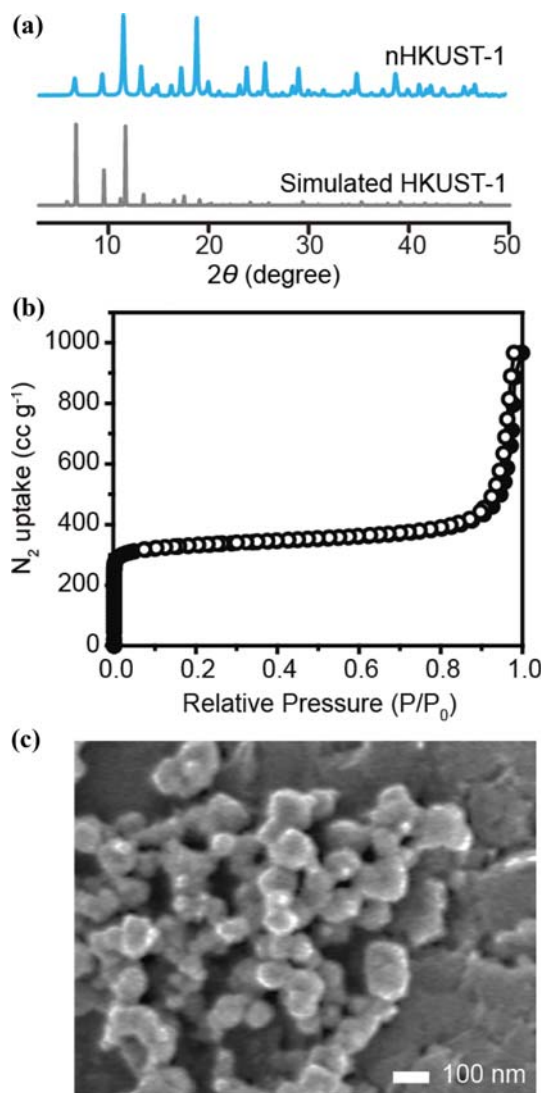 (a)
nHKUST-1
Simulated HKUST-1
10 20 30 40 50
2θ (degree)
(b)
1000
800
600
400
200
0
N₂ uptake (cc g⁻¹)
0.0 0.2 0.4 0.6 0.8 1.0
Relative Pressure (P/P₀)
(c)
100 nm